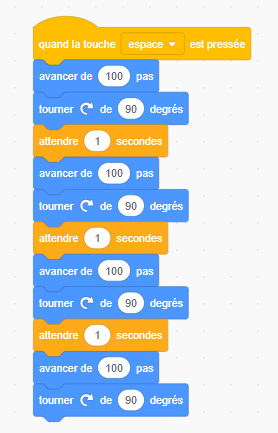 quand la touche espace est pressée
avancer de 100 pas
tourner de 90 degrés
attendre 1 secondes
avancer de 100 pas
tourner de 90 degrés
attendre 1 secondes
avancer de 100 pas
tourner de 90 degrés
attendre 1 secondes
avancer de 100 pas
tourner de 90 degrés